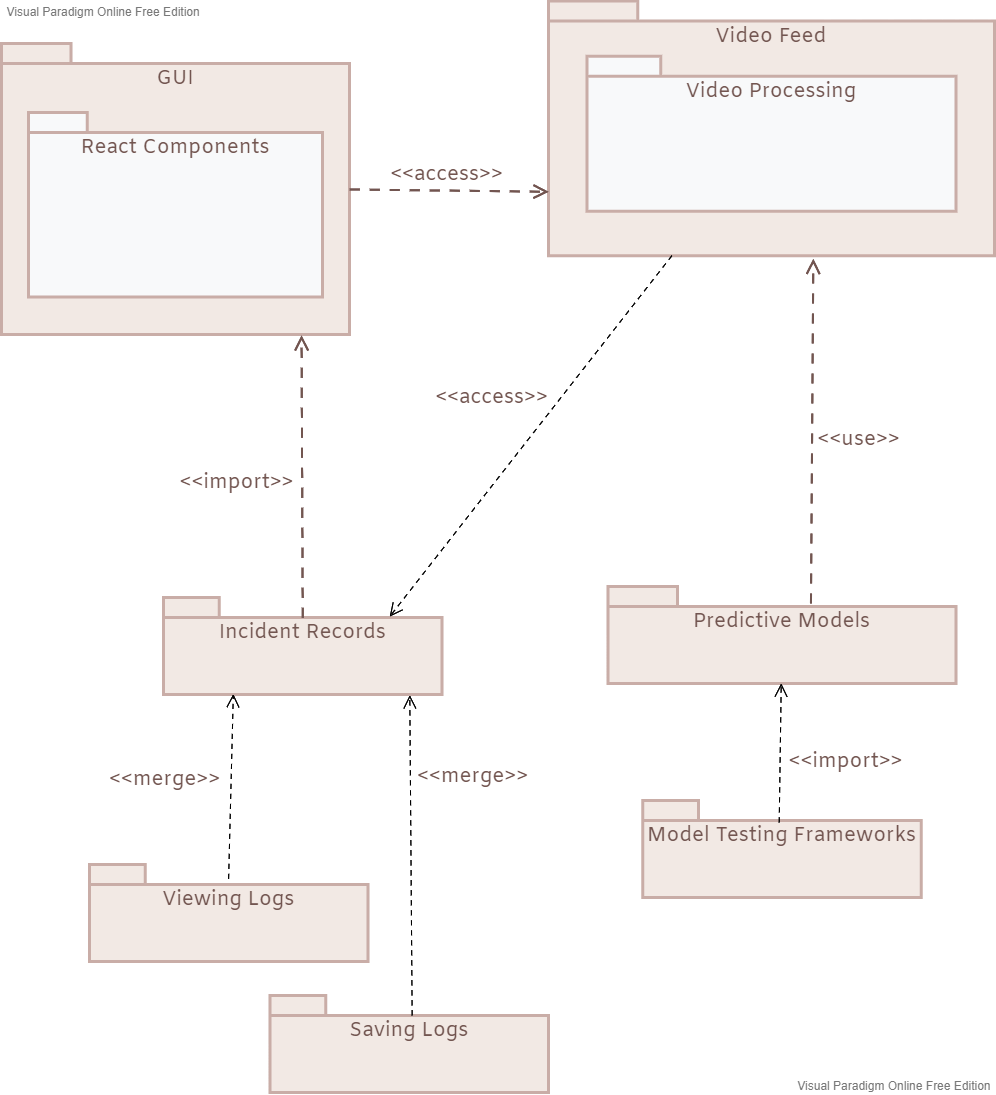 Visual Paradigm Online Free Edition
Video Feed
GUI
Video Processing
React Components
<<access>>
<<access>>
<<use>>
<<import>>
Incident Records
Predictive Models
<<merge>>
<<merge>>
<<import>>
Model Testing Frameworks
Viewing Logs
Saving Logs
Visual Paradigm Online Free Edition